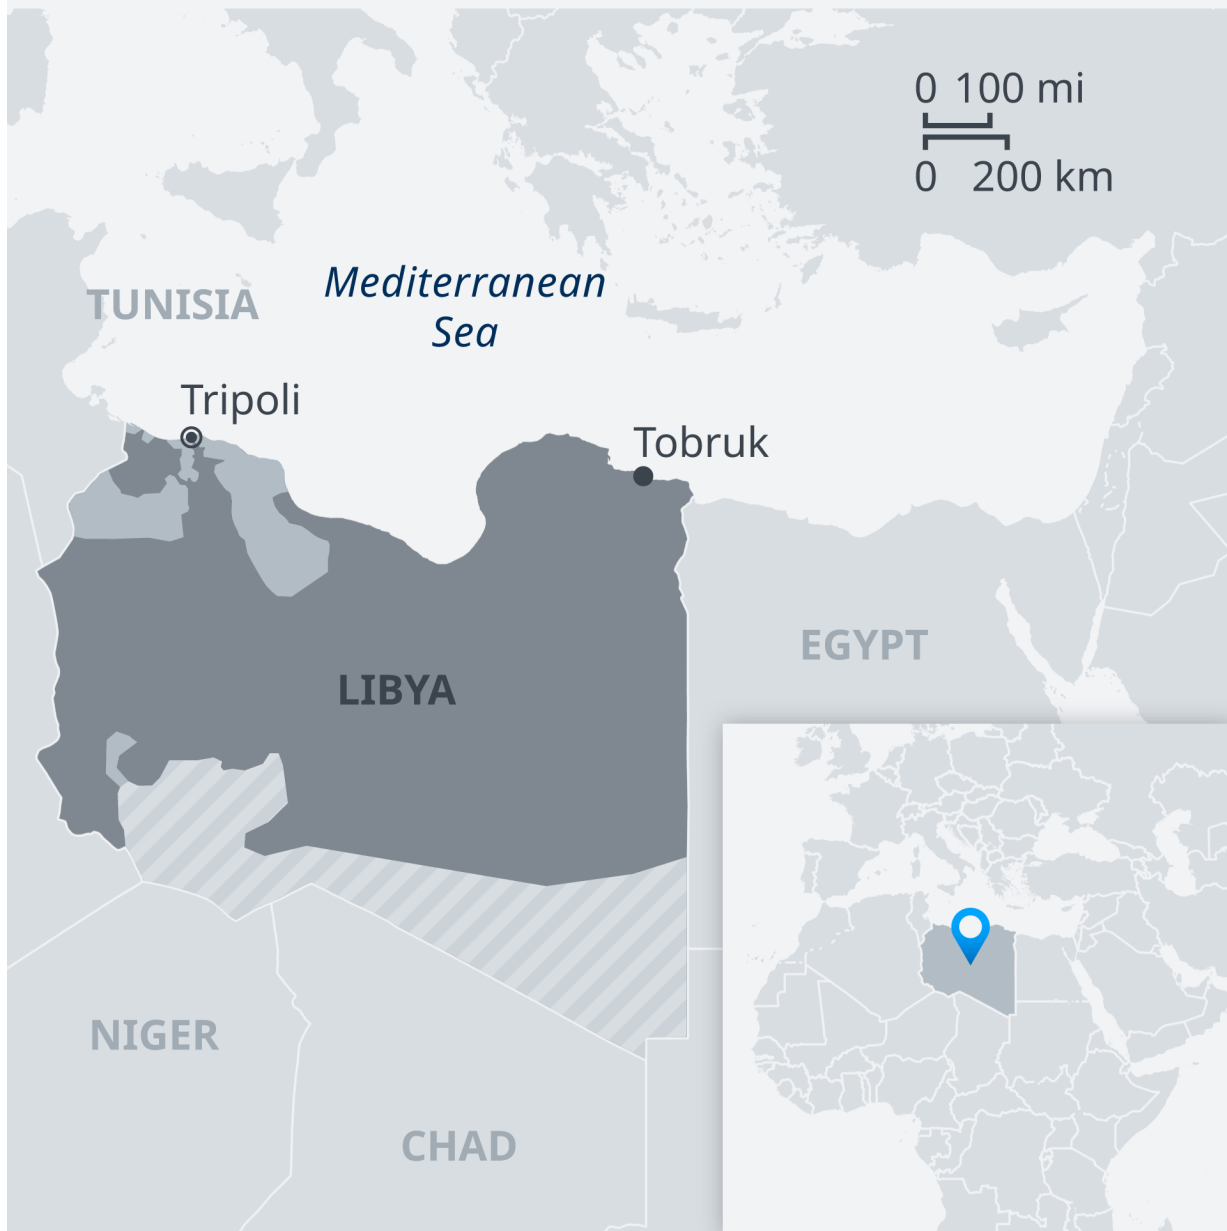 0 100 mi
0 200 km
Mediterranean
Sea
TUNISIA
Tripoli
Tobruk
EGYPT
LIBYA
NIGER
CHAD